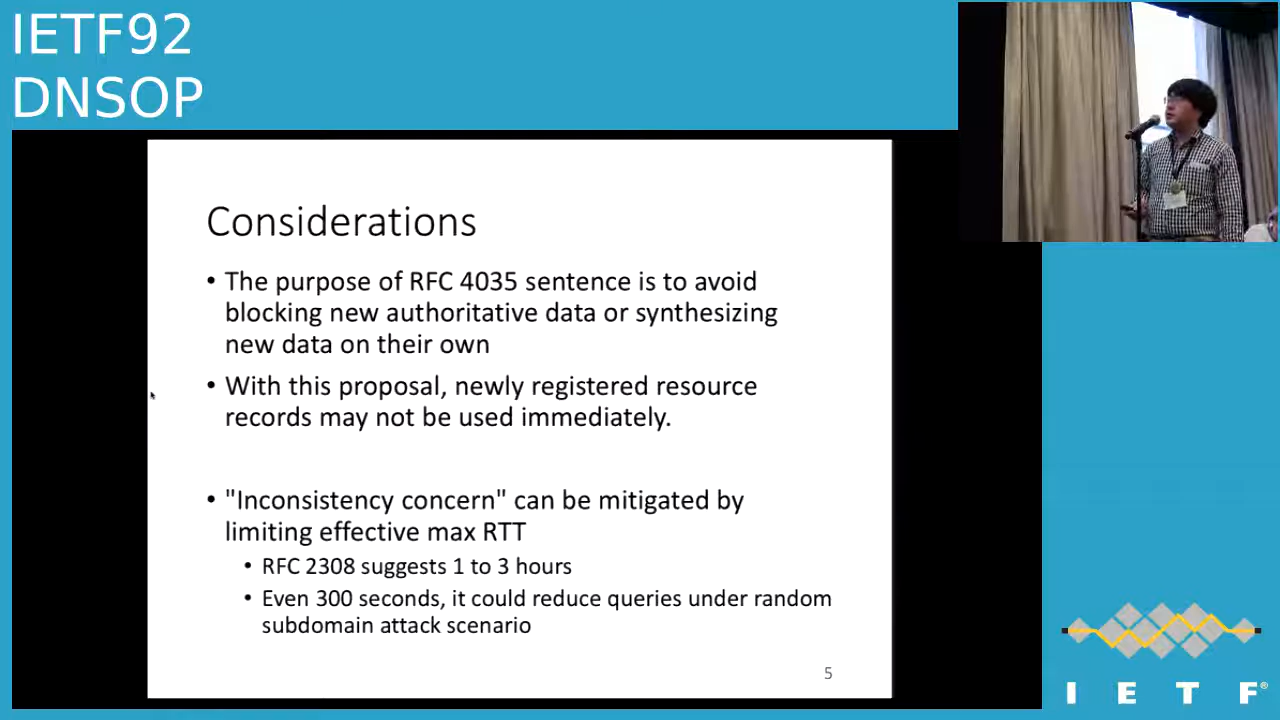 IETF92
DNSOP
Considerations
• The purpose of RFC 4035 sentence is to avoid
blocking new authoritative data or synthesizing
new data on their own
• With this proposal, newly registered resource
records may not be used immediately.
• "Inconsistency concern" can be mitigated by
limiting effective max RTT
• RFC 2308 suggests 1 to 3 hours
• Even 300 seconds, it could reduce queries under random
subdomain attack scenario
5
I E T F®